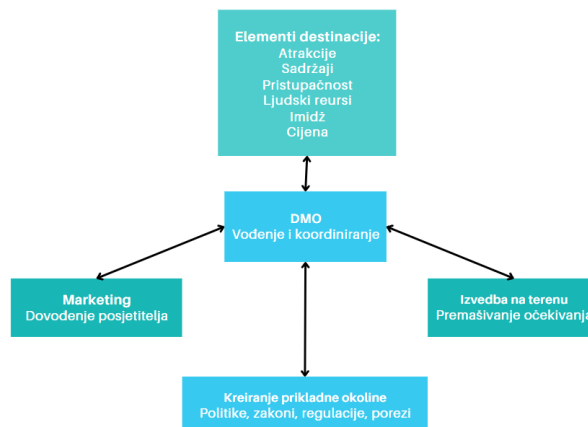 Elementi destinacije:
Atrakcije
Sadržaji
Pristupačnost
Ljudski reursi
Imidž
Cijena
DMO
Vođenje i koordiniranje
Marketing
Dovođenje posjetitelja
Izvedba na terenu
Premašivanje očekivanja
Kreiranje prikladne okoline
Politike, zakoni, regulacije, porezi